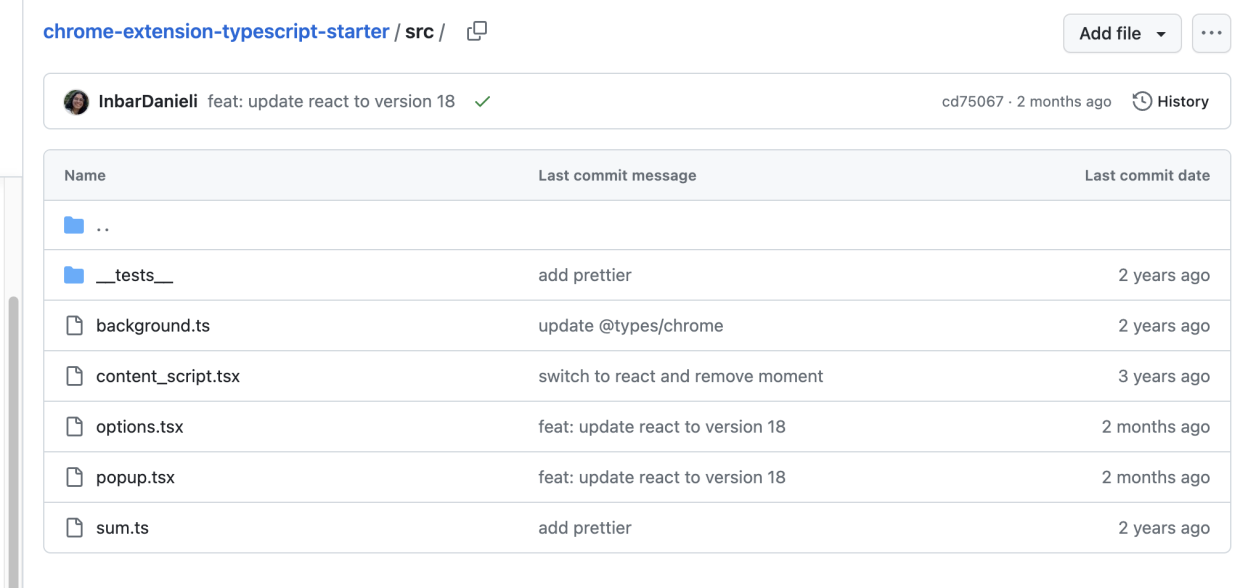 chrome-extension-typescript-starter / src /
Add file
InbarDanieli feat: update react to version 18
cd75067 · 2 months ago
History
Name Last commit message Last commit date
..
__tests__ add prettier 2 years ago
background.ts update @types/chrome 2 years ago
content_script.tsx switch to react and remove moment 3 years ago
options.tsx feat: update react to version 18 2 months ago
popup.tsx feat: update react to version 18 2 months ago
sum.ts add prettier 2 years ago